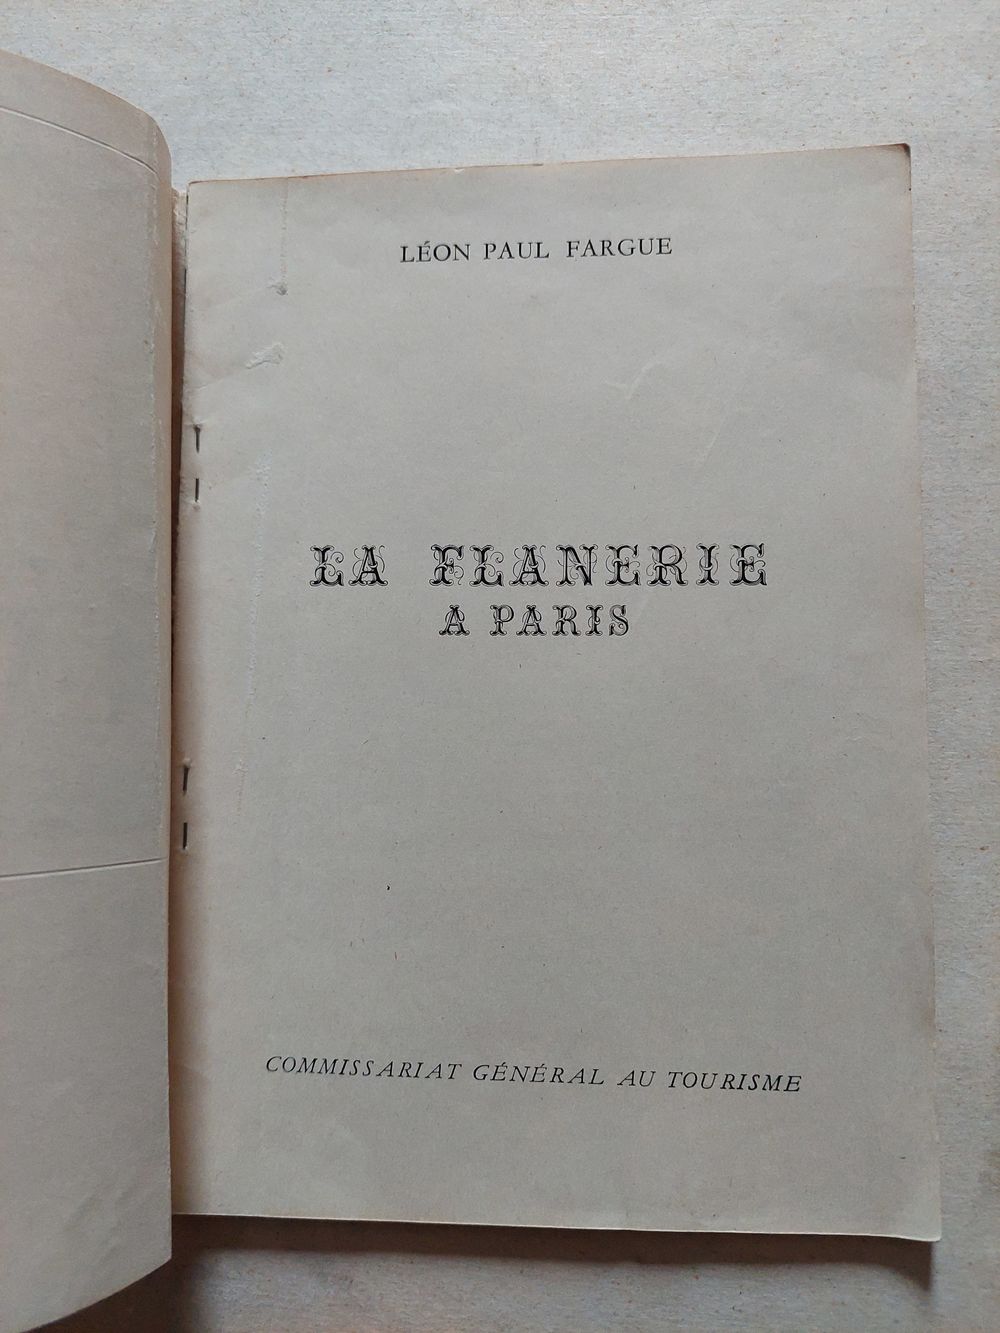 LÉON PAUL FARGUE
LA FLANERIE
A PARIS
COMMISSARIAT GÉNÉRAL AU TOURISME